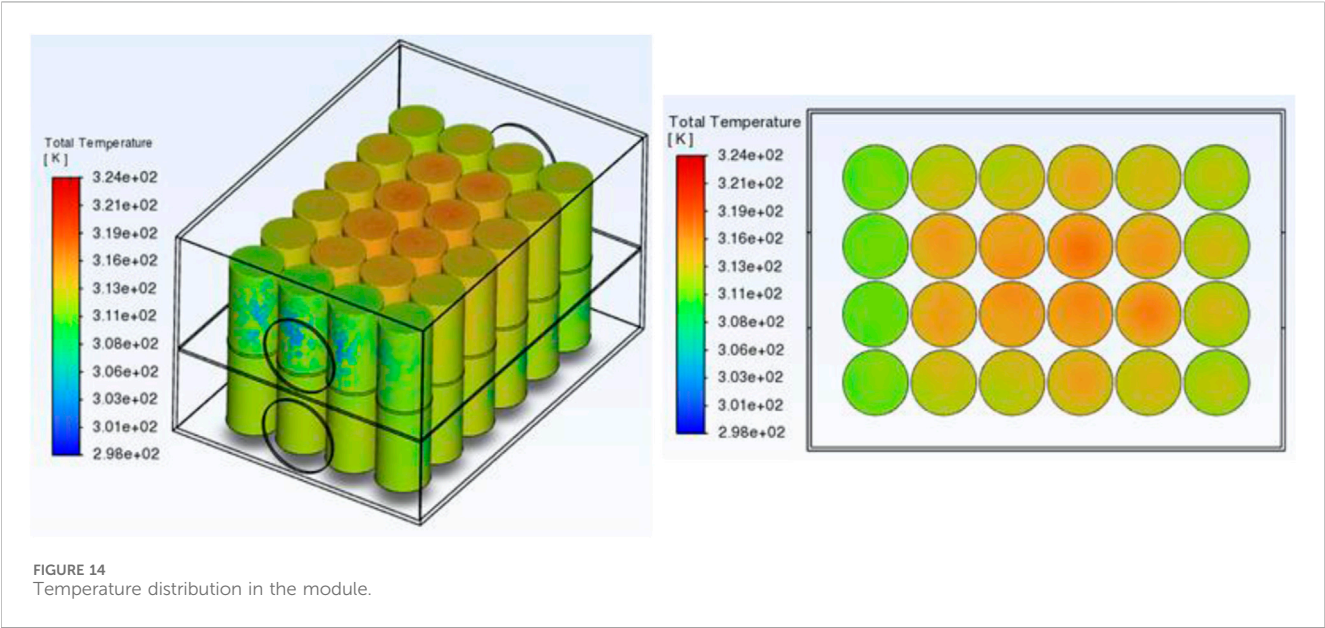 Total Temperature
[ K ]
3.24e+02
3.21e+02
3.19e+02
3.16e+02
3.13e+02
3.11e+02
3.08e+02
3.06e+02
3.03e+02
3.01e+02
2.98e+02
Total Temperature
[ K ]
3.24e+02
3.21e+02
3.19e+02
3.16e+02
3.13e+02
3.11e+02
3.08e+02
3.06e+02
3.03e+02
3.01e+02
2.98e+02
FIGURE 14
Temperature distribution in the module.